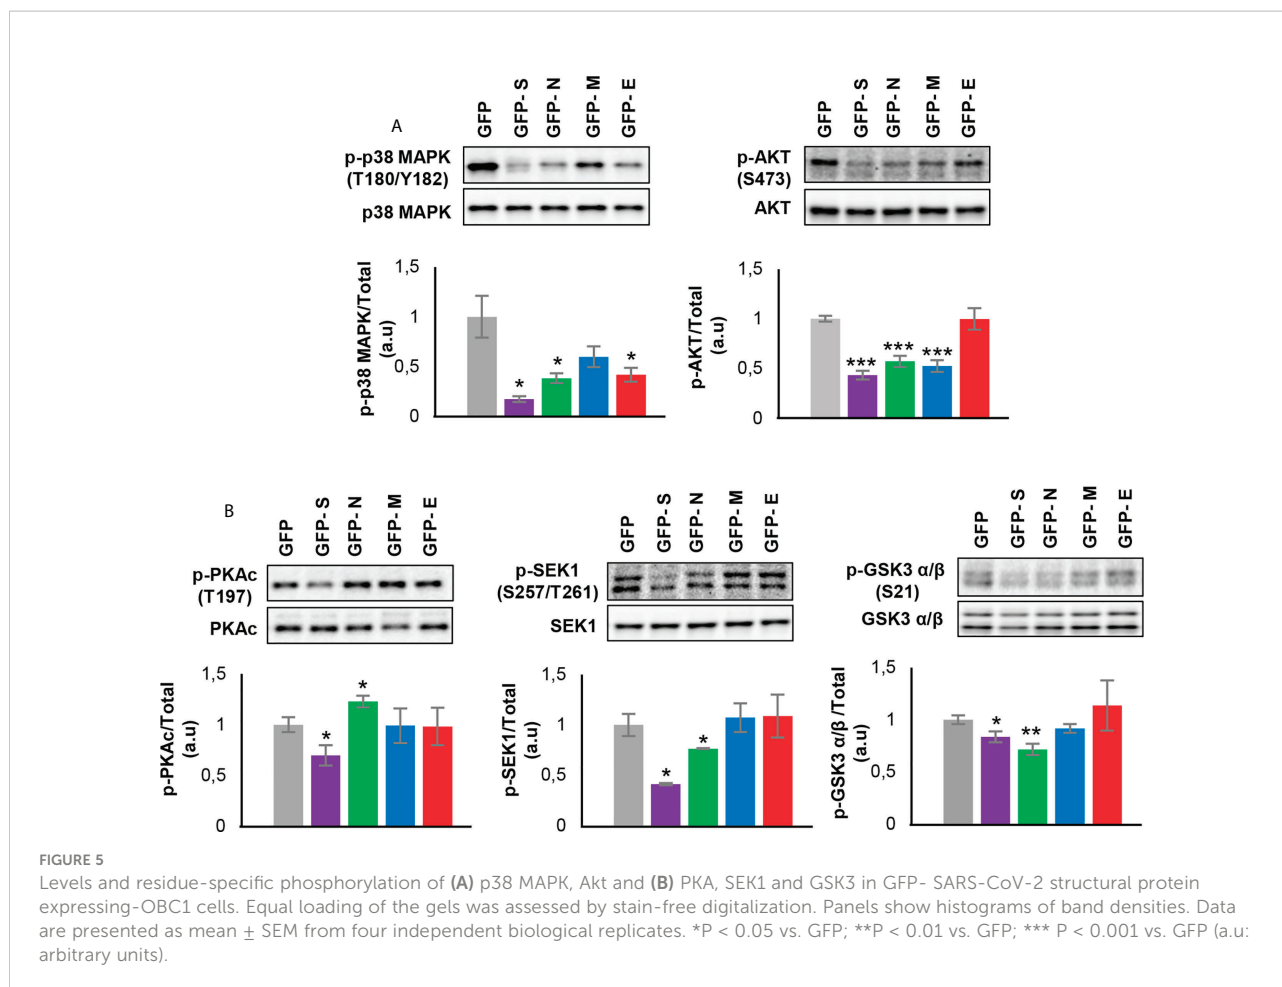 A
GFP
GFP- S
GFP- N
GFP- M
GFP- E
p-p38 MAPK
(T180/Y182)
p38 MAPK
p-p38 MAPK/Total
(a.u)
1,5
1
0,5
0
*
*
*
GFP
GFP- S
GFP- N
GFP- M
GFP- E
p-AKT
(S473)
AKT
p-AKT/Total
(a.u)
1,5
1
0,5
0
***
***
***
B
GFP
GFP- S
GFP- N
GFP- M
GFP- E
p-PKAc
(T197)
PKAc
p-PKAc/Total
(a.u)
1,5
1
0,5
0
*
*
GFP
GFP- S
GFP- N
GFP- M
GFP- E
p-SEK1
(S257/T261)
SEK1
p-SEK1/Total
(a.u)
1,5
1
0,5
0
*
*
GFP
GFP- S
GFP- N
GFP- M
GFP- E
p-GSK3 α/β
(S21)
GSK3 α/β
p-GSK3 α/β /Total
(a.u)
1,5
1
0,5
0
*
**
FIGURE 5
Levels and residue-specific phosphorylation of (A) p38 MAPK, Akt and (B) PKA, SEK1 and GSK3 in GFP- SARS-CoV-2 structural protein
expressing-OBC1 cells. Equal loading of the gels was assessed by stain-free digitalization. Panels show histograms of band densities. Data
are presented as mean ± SEM from four independent biological replicates. *P < 0.05 vs. GFP; **P < 0.01 vs. GFP; *** P < 0.001 vs. GFP (a.u:
arbitrary units).